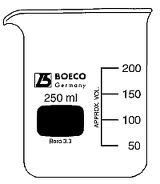 BOECO
Germany
250 ml
Boro 3.3
APPROX. VOL.
200
150
100
50